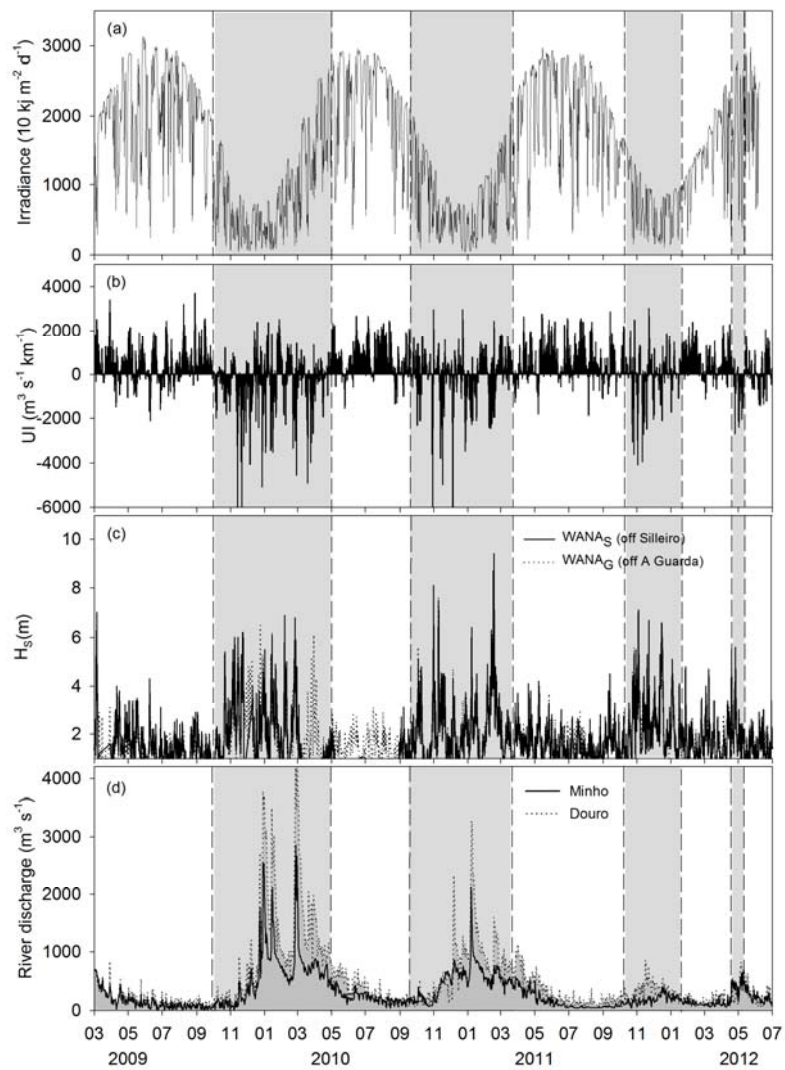 (a)
Irradiance (10 kj m⁻² d⁻¹)
3000
2000
1000
0
(b)
UI (m³ s⁻¹ km⁻¹)
4000
2000
0
-2000
-4000
-6000
(c)
WANA_S (off Silleiro)
WANA_G (off A Guarda)
H_S(m)
10
8
6
4
2
(d)
Minho
Douro
River discharge (m³ s⁻¹)
4000
3000
2000
1000
0
03 05 07 09 11 01 03 05 07 09 11 01 03 05 07 09 11 01 03 05 07
2009 2010 2011 2012